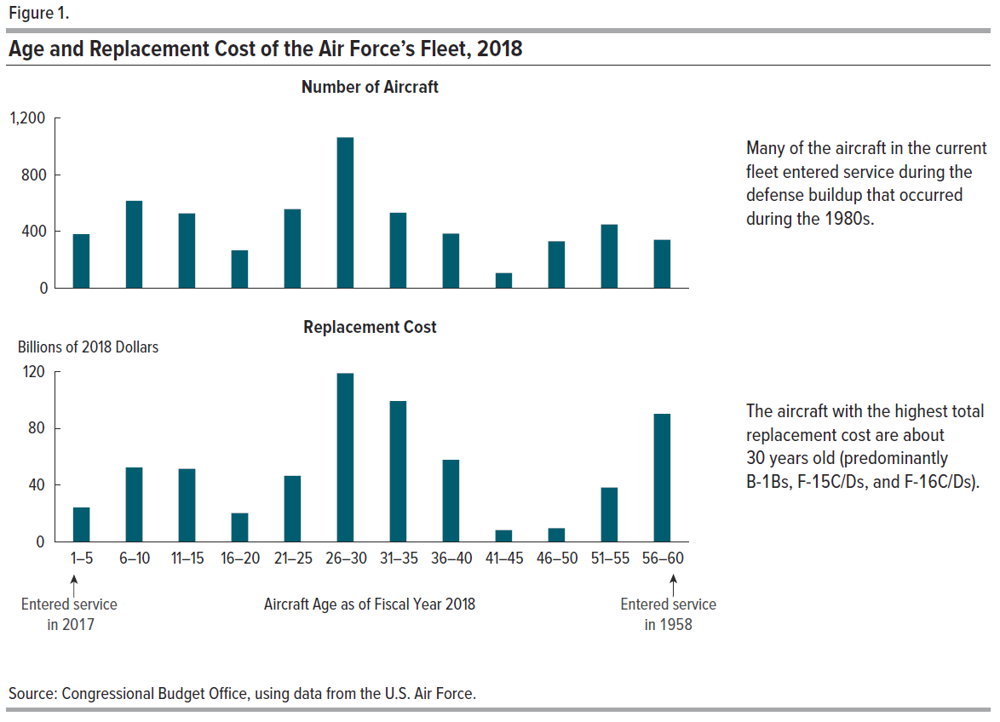 Figure 1.
Age and Replacement Cost of the Air Force’s Fleet, 2018
Number of Aircraft
1,200
800
400
0
Many of the aircraft in the current
fleet entered service during the
defense buildup that occurred
during the 1980s.
Replacement Cost
Billions of 2018 Dollars
120
80
40
0
The aircraft with the highest total
replacement cost are about
30 years old (predominantly
B-1Bs, F-15C/Ds, and F-16C/Ds).
1–5 6–10 11–15 16–20 21–25 26–30 31–35 36–40 41–45 46–50 51–55 56–60
Entered service
in 2017
Aircraft Age as of Fiscal Year 2018
Entered service
in 1958
Source: Congressional Budget Office, using data from the U.S. Air Force.